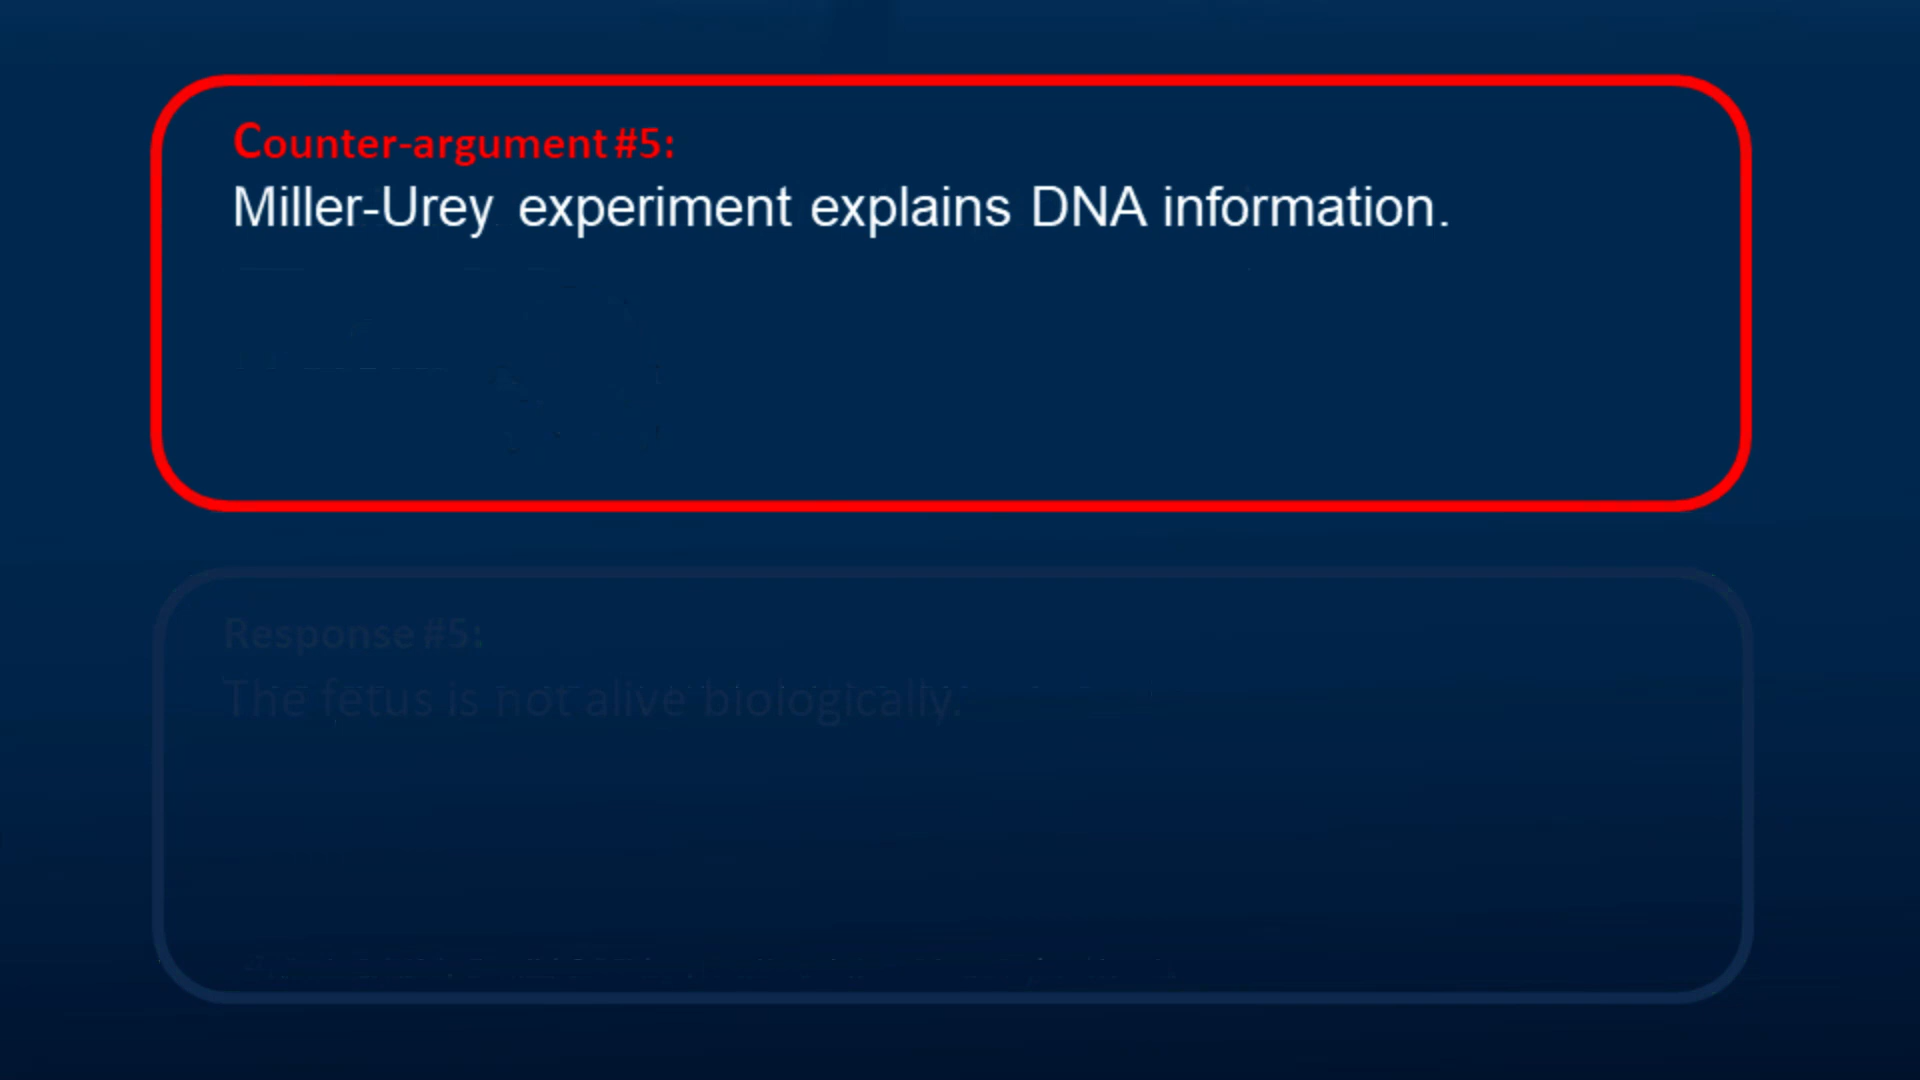 Counter-argument #5:
Miller-Urey experiment explains DNA information.
Response #5:
The fetus is not alive biologically.